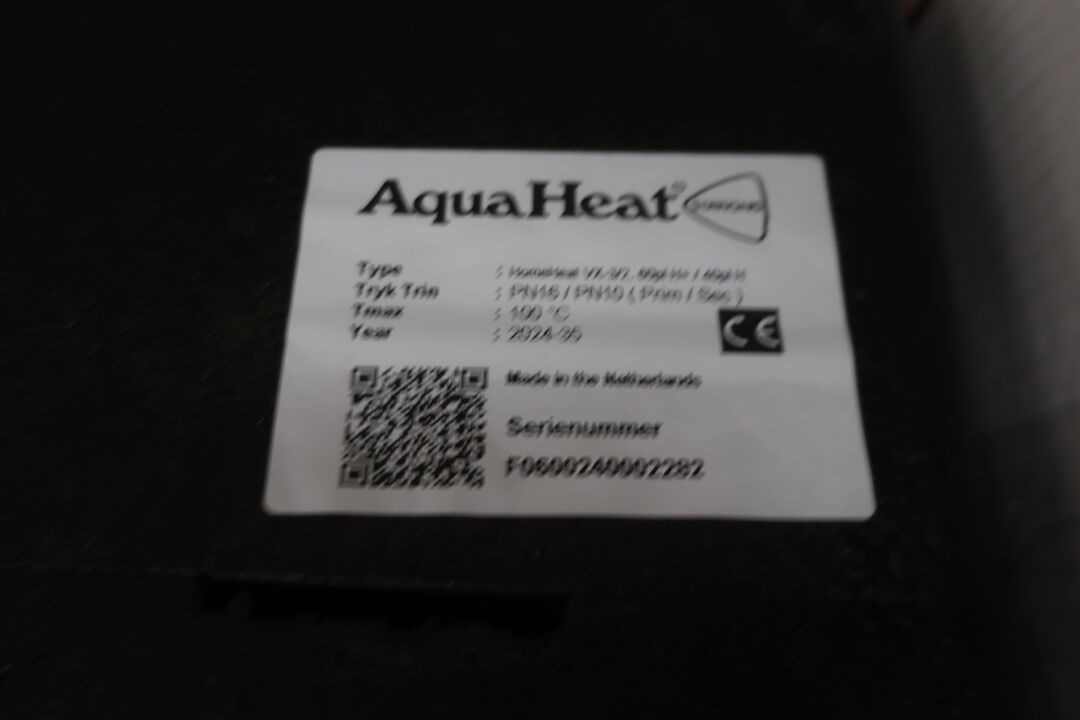 AquaHeat®
Type : HomeHeat
Tryk Trin : PN16 / PN10 ( Prim / Sec )
Tmax : 100 °C
Year : 2024-35
CE
Made in the Netherlands
Serienummer
F0600240002282